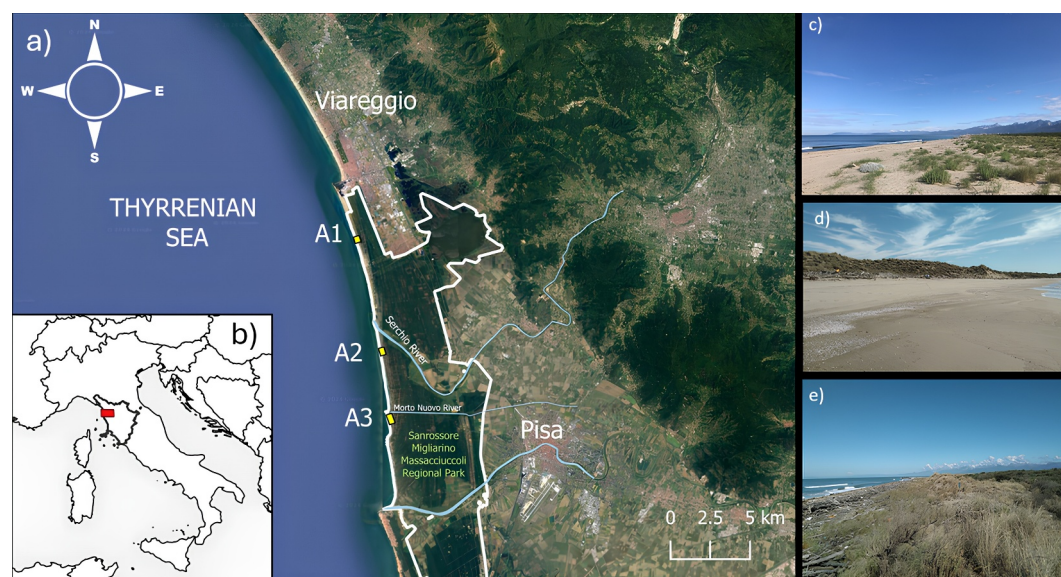 a)
N
W
E
S
Viareggio
THYRRENIAN
SEA
A1
Serchio River
A2
Morto Nuovo River
A3
Sanrossore
Migliarino
Massacciuccoli
Regional Park
Pisa
0 2.5 5 km
b)
c)
d)
e)